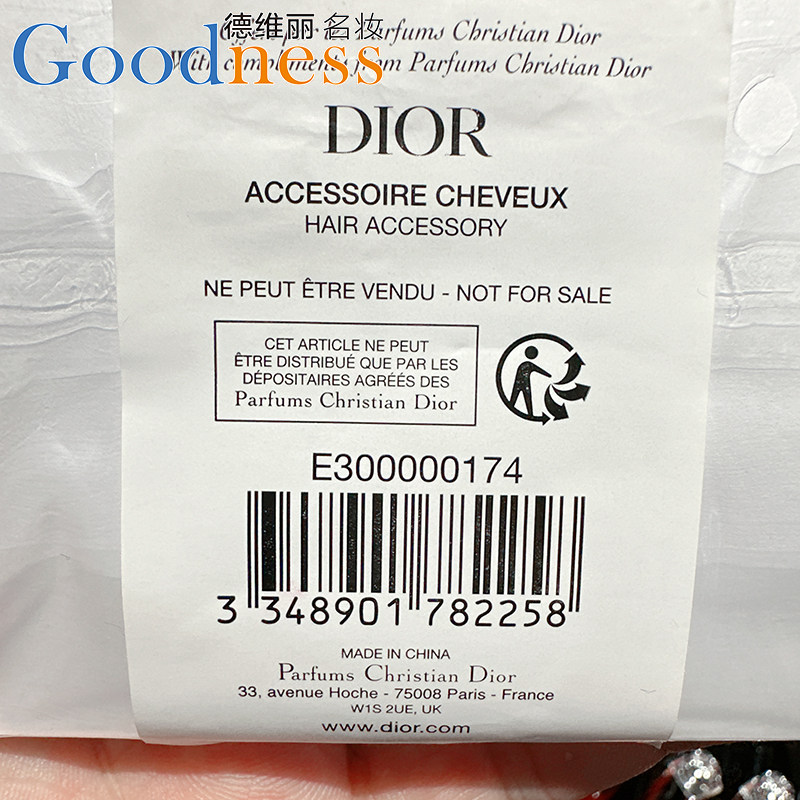 德维丽名妆
Goodness
Parfums Christian Dior
With compliments from Parfums Christian Dior
DIOR
ACCESSOIRE CHEVEUX
HAIR ACCESSORY
NE PEUT ÊTRE VENDU - NOT FOR SALE
CET ARTICLE NE PEUT
ÊTRE DISTRIBUÉ QUE PAR LES
DÉPOSITAIRES AGRÉÉS DES
Parfums Christian Dior
E300000174
3 348901 782258
MADE IN CHINA
Parfums Christian Dior
33, avenue Hoche - 75008 Paris - France
W1S 2UE, UK
www.dior.com